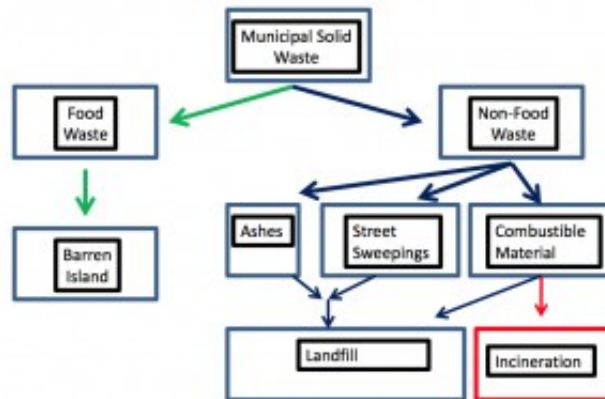 Municipal Solid
Waste
Food
Waste
Non-Food
Waste
Ashes
Street
Sweepings
Combustible
Material
Barren
Island
Landfill
Incineration